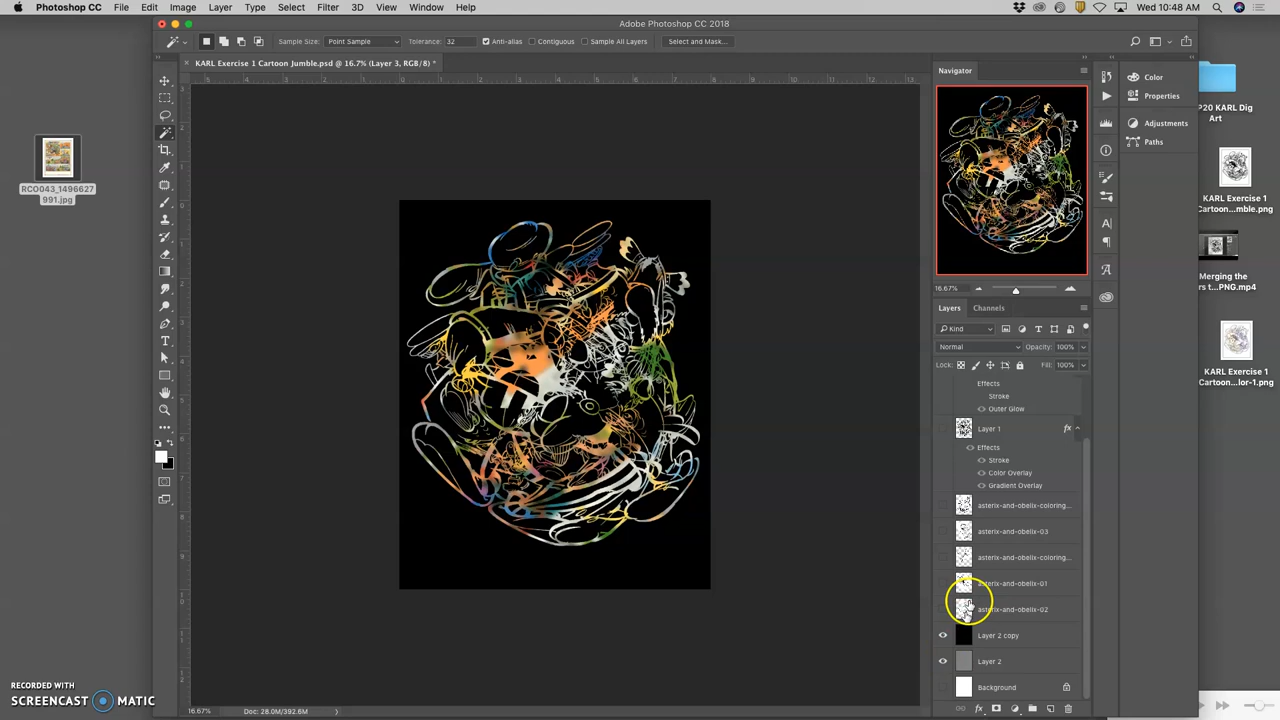 Photoshop CC File Edit Image Layer Type Select Filter 3D View Window Help
Wed 10:48 AM
Adobe Photoshop CC 2018
Sample Size: Point Sample Tolerance: 32 Anti-alias Contiguous Sample All Layers Select and Mask...
KARL Exercise 1 Cartoon Jumble.psd @ 16.7% (Layer 3, RGB/8) *
Navigator
Color
Properties
Adjustments
Paths
P20 KARL Dig
Art
RCO043_1496627
991.jpg
KARL Exercise 1
Cartoon...mble.png
Merging the
rs t...PNG.mp4
KARL Exercise 1
Cartoon...lor-1.png
16.67%
Layers Channels
Kind
Normal Opacity: 100%
Lock: Fill: 100%
Effects
Stroke
Outer Glow
Layer 1 fx
Effects
Stroke
Color Overlay
Gradient Overlay
asterix-and-obelix-coloring...
asterix-and-obelix-03
asterix-and-obelix-coloring...
asterix-and-obelix-01
asterix-and-obelix-02
Layer 2 copy
Layer 2
Background
16.67% Doc: 28.0M/392.6M
RECORDED WITH
SCREENCAST MATIC